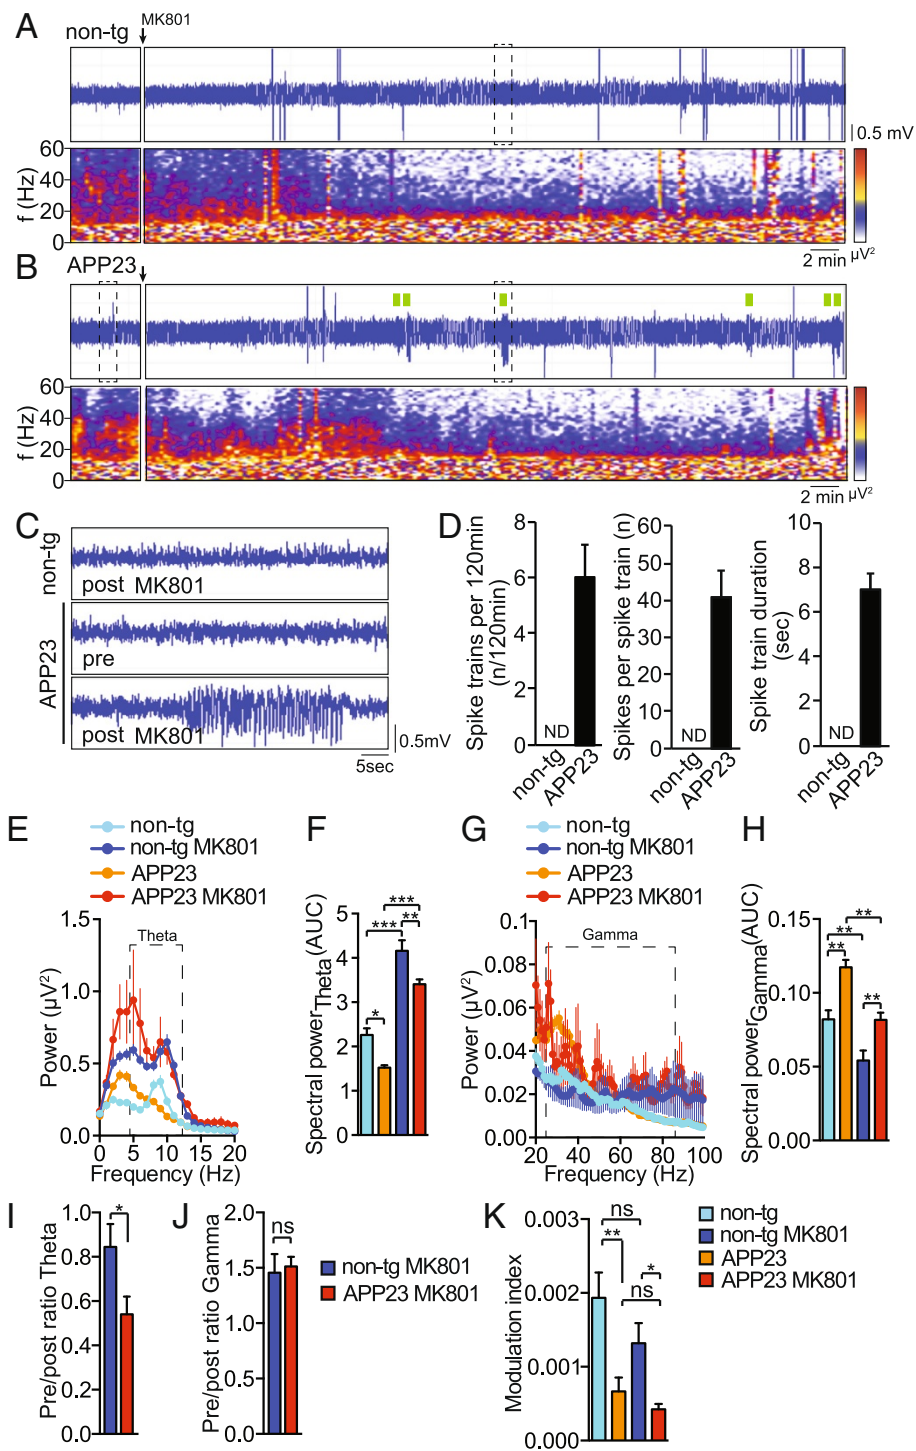 A
non-tg
MK801
0.5 mV
60
40
20
0
f (Hz)
2 min
µV²
B
APP23
60
40
20
0
f (Hz)
2 min
µV²
C
non-tg
post MK801
APP23
pre
post MK801
0.5mV
5sec
D
Spike trains per 120min
(n/120min)
8
6
4
2
0
ND
non-tg
APP23
Spikes per spike train (n)
60
50
40
30
20
10
0
ND
non-tg
APP23
Spike train duration
(sec)
10
8
6
4
2
0
ND
non-tg
APP23
E
non-tg
non-tg MK801
APP23
APP23 MK801
Power (µV²)
1.5
1.0
0.5
0.0
Theta
0 5 10 15 20
Frequency (Hz)
F
Spectral power Theta (AUC)
5
4
3
2
1
0
***
***
**
*
G
non-tg
non-tg MK801
APP23
APP23 MK801
Power (µV²)
0.1
0.08
0.06
0.04
0.02
0.00
Gamma
20 40 60 80 100
Frequency (Hz)
H
Spectral power Gamma (AUC)
0.15
0.10
0.05
0.00
**
**
**
**
I
Pre/post ratio Theta
1.0
0.8
0.6
0.4
0.2
0.0
*
J
Pre/post ratio Gamma
2.0
1.5
1.0
0.5
0.0
ns
non-tg MK801
APP23 MK801
K
Modulation index
0.003
0.002
0.001
0.000
ns
**
*
ns
non-tg
non-tg MK801
APP23
APP23 MK801